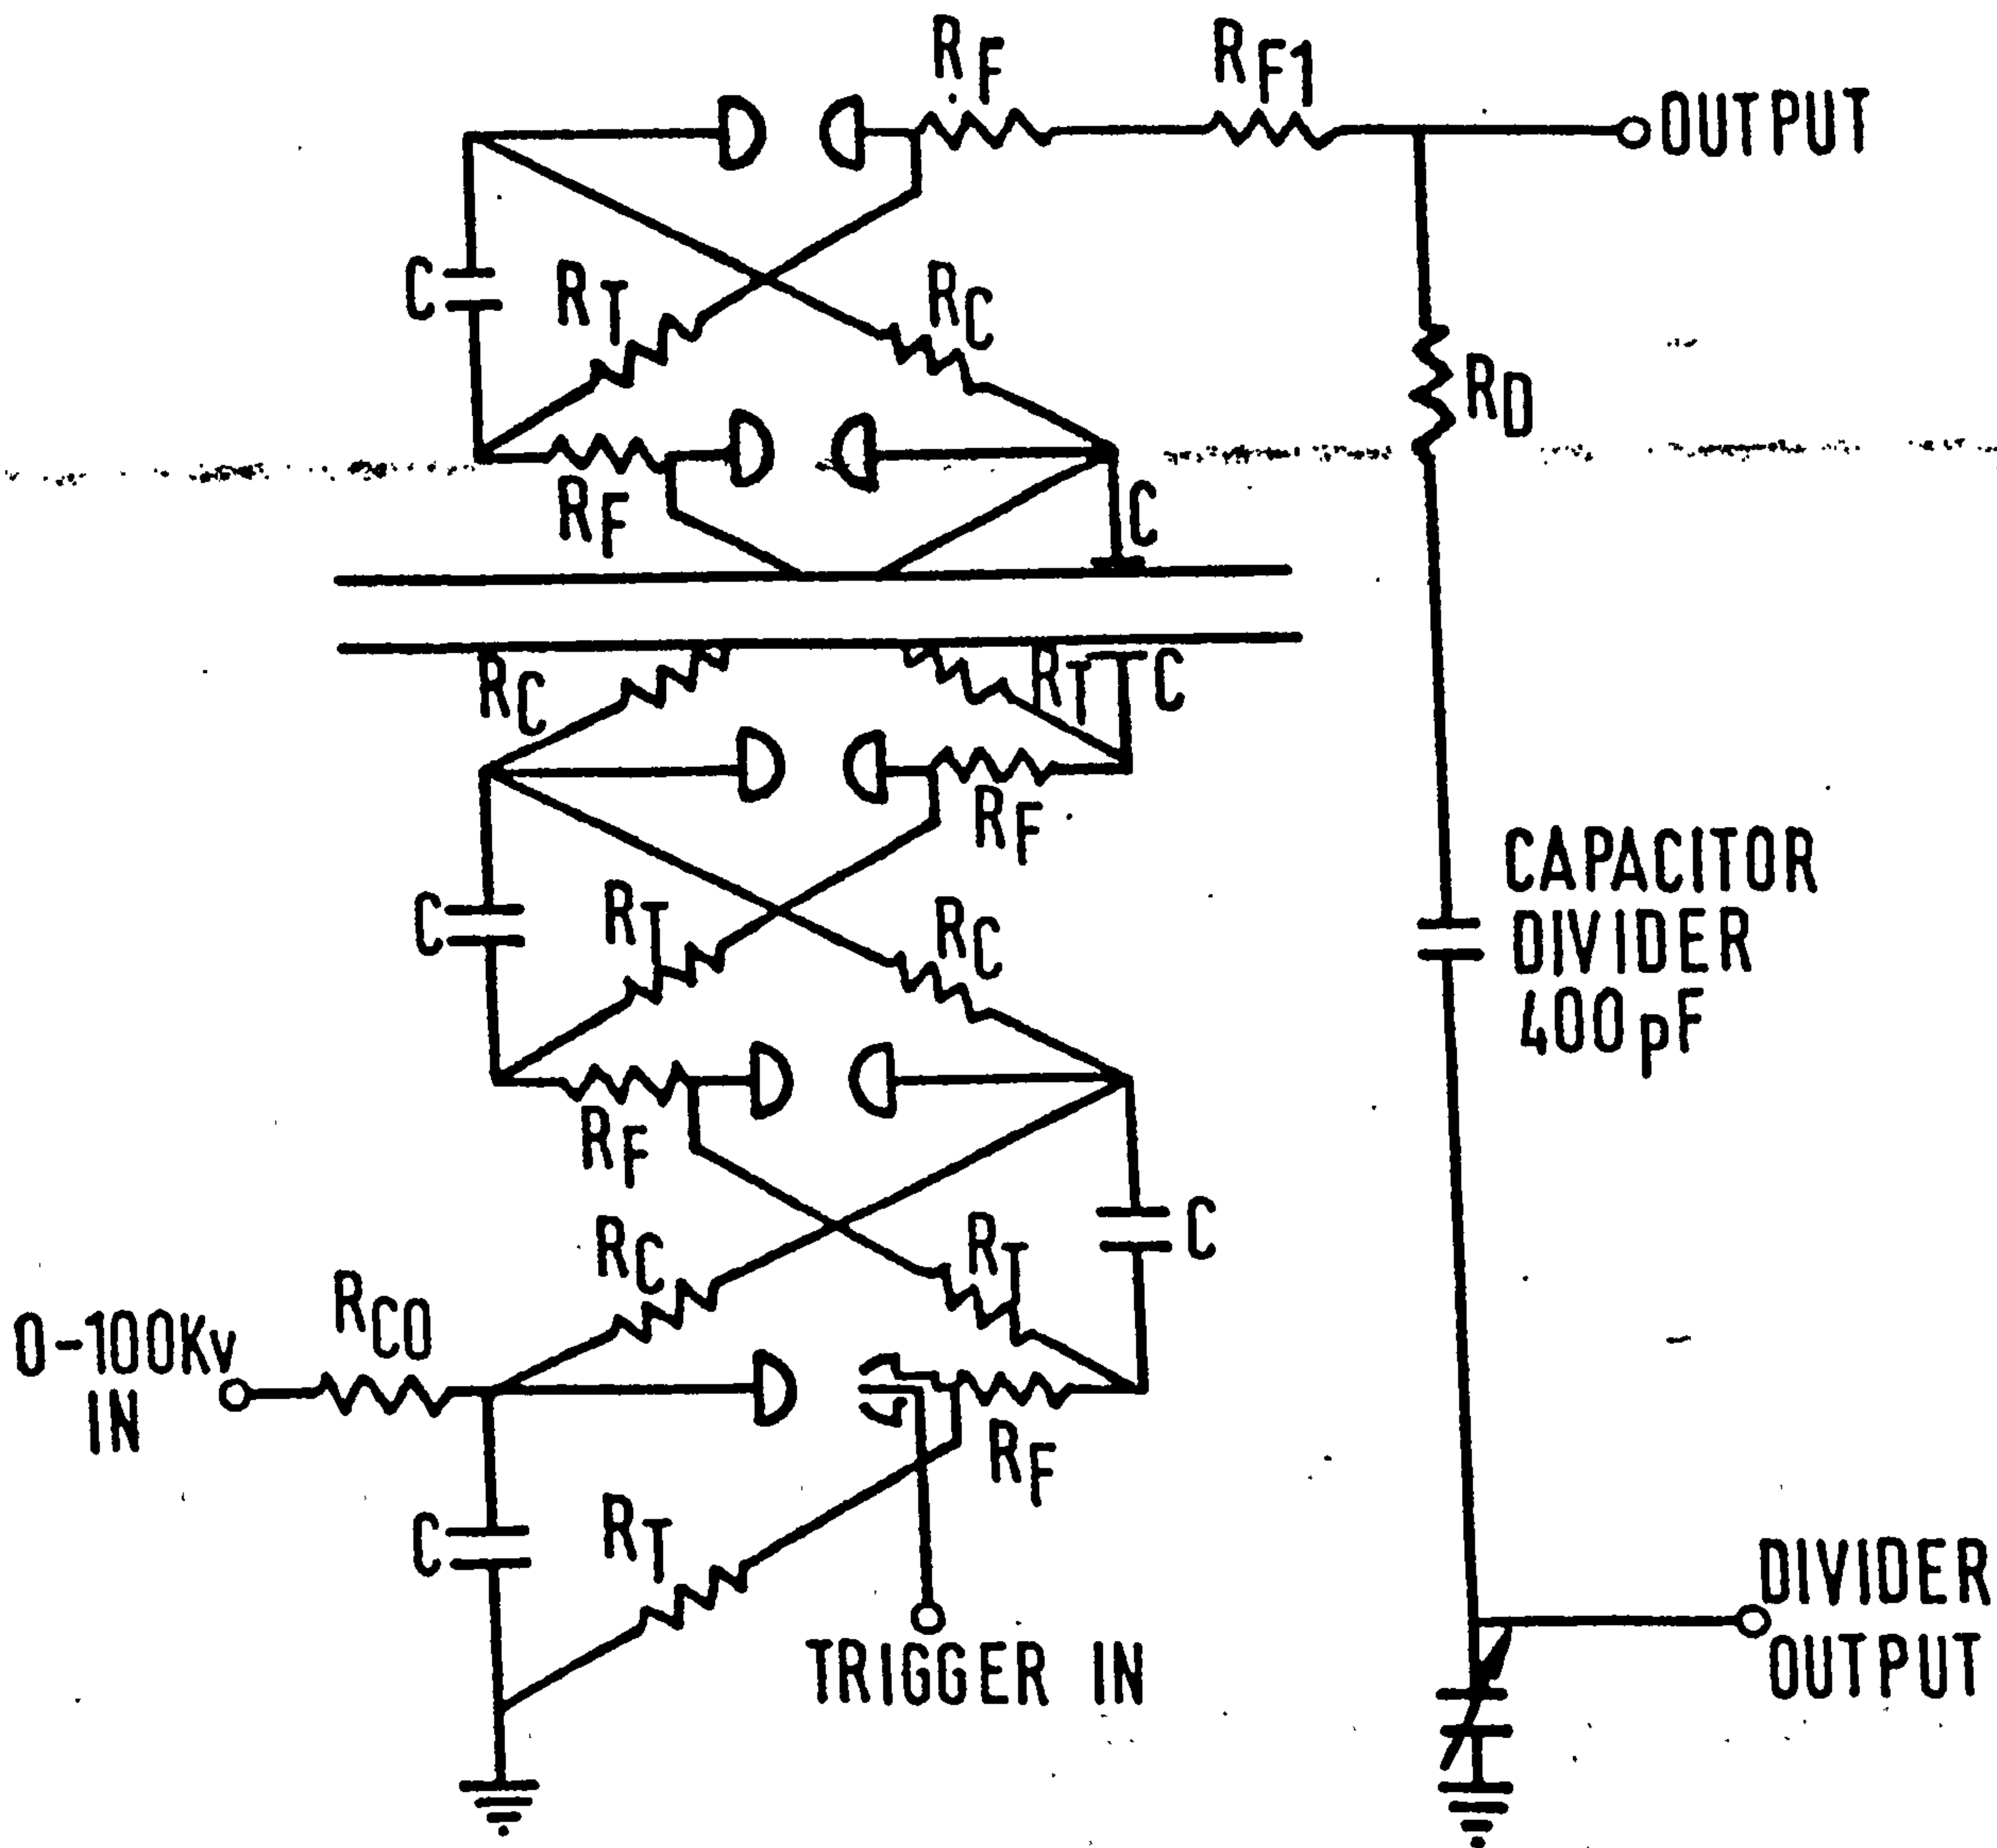 RF
RF1
OUTPUT
C
RT
RC
RD
RF
C
RC
RT
C
RF
CAPACITOR
DIVIDER
400pF
C
RT
RC
RF
C
RC
RT
RCO
0-100Kv
IN
RF
C
RT
TRIGGER IN
DIVIDER
OUTPUT